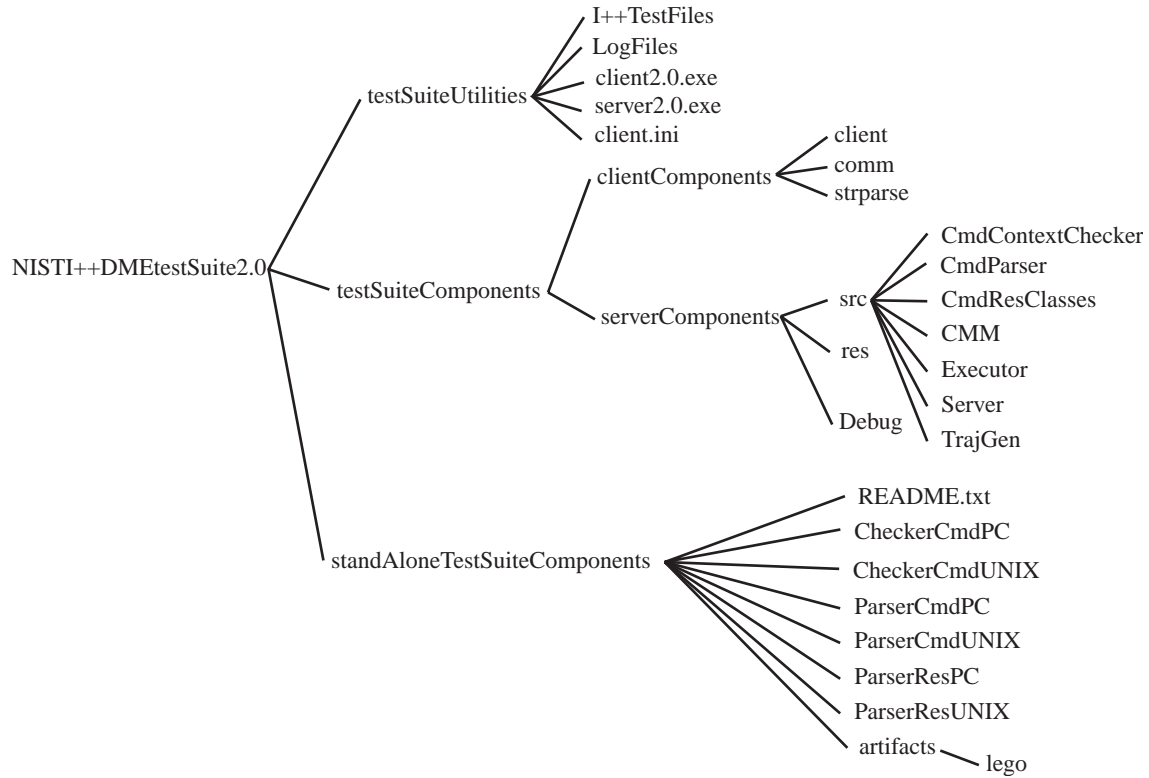 I++TestFiles
LogFiles
client2.0.exe
testSuiteUtilities
server2.0.exe
client.ini
client
comm
clientComponents
strparse
CmdContextChecker
NISTI++DMEtestSuite2.0
CmdParser
testSuiteComponents
src
CmdResClasses
serverComponents
CMM
res
Executor
Server
Debug
TrajGen
README.txt
CheckerCmdPC
standAloneTestSuiteComponents
CheckerCmdUNIX
ParserCmdPC
ParserCmdUNIX
ParserResPC
ParserResUNIX
artifacts
lego